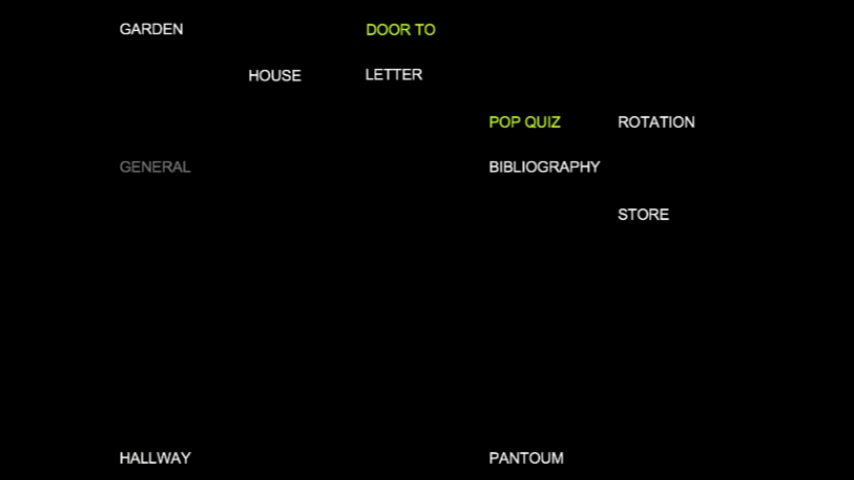 GARDEN
DOOR TO
HOUSE
LETTER
POP QUIZ
ROTATION
GENERAL
BIBLIOGRAPHY
STORE
HALLWAY
PANTOUM